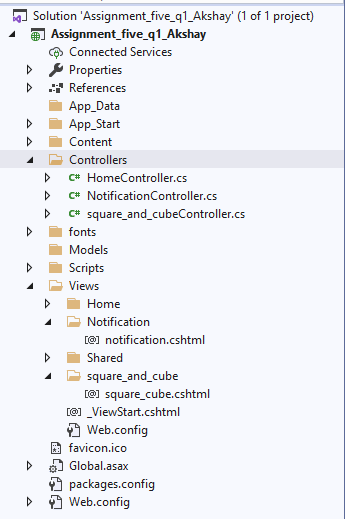 Solution 'Assignment_five_q1_Akshay' (1 of 1 project)
Assignment_five_q1_Akshay
Connected Services
Properties
References
App_Data
App_Start
Content
Controllers
C# HomeController.cs
C# NotificationController.cs
C# square_and_cubeController.cs
fonts
Models
Scripts
Views
Home
Notification
[@] notification.cshtml
Shared
square_and_cube
[@] square_cube.cshtml
[@] _ViewStart.cshtml
Web.config
favicon.ico
Global.asax
packages.config
Web.config